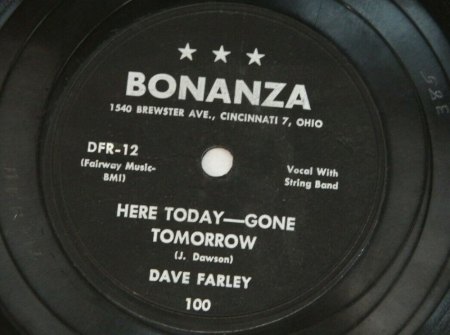 ★ ★ ★
BONANZA
1540 BREWSTER AVE., CINCINNATI 7, OHIO
DFR-12
(Fairway Music-
BMI)
Vocal With
String Band
HERE TODAY—GONE
TOMORROW
(J. Dawson)
DAVE FARLEY
100